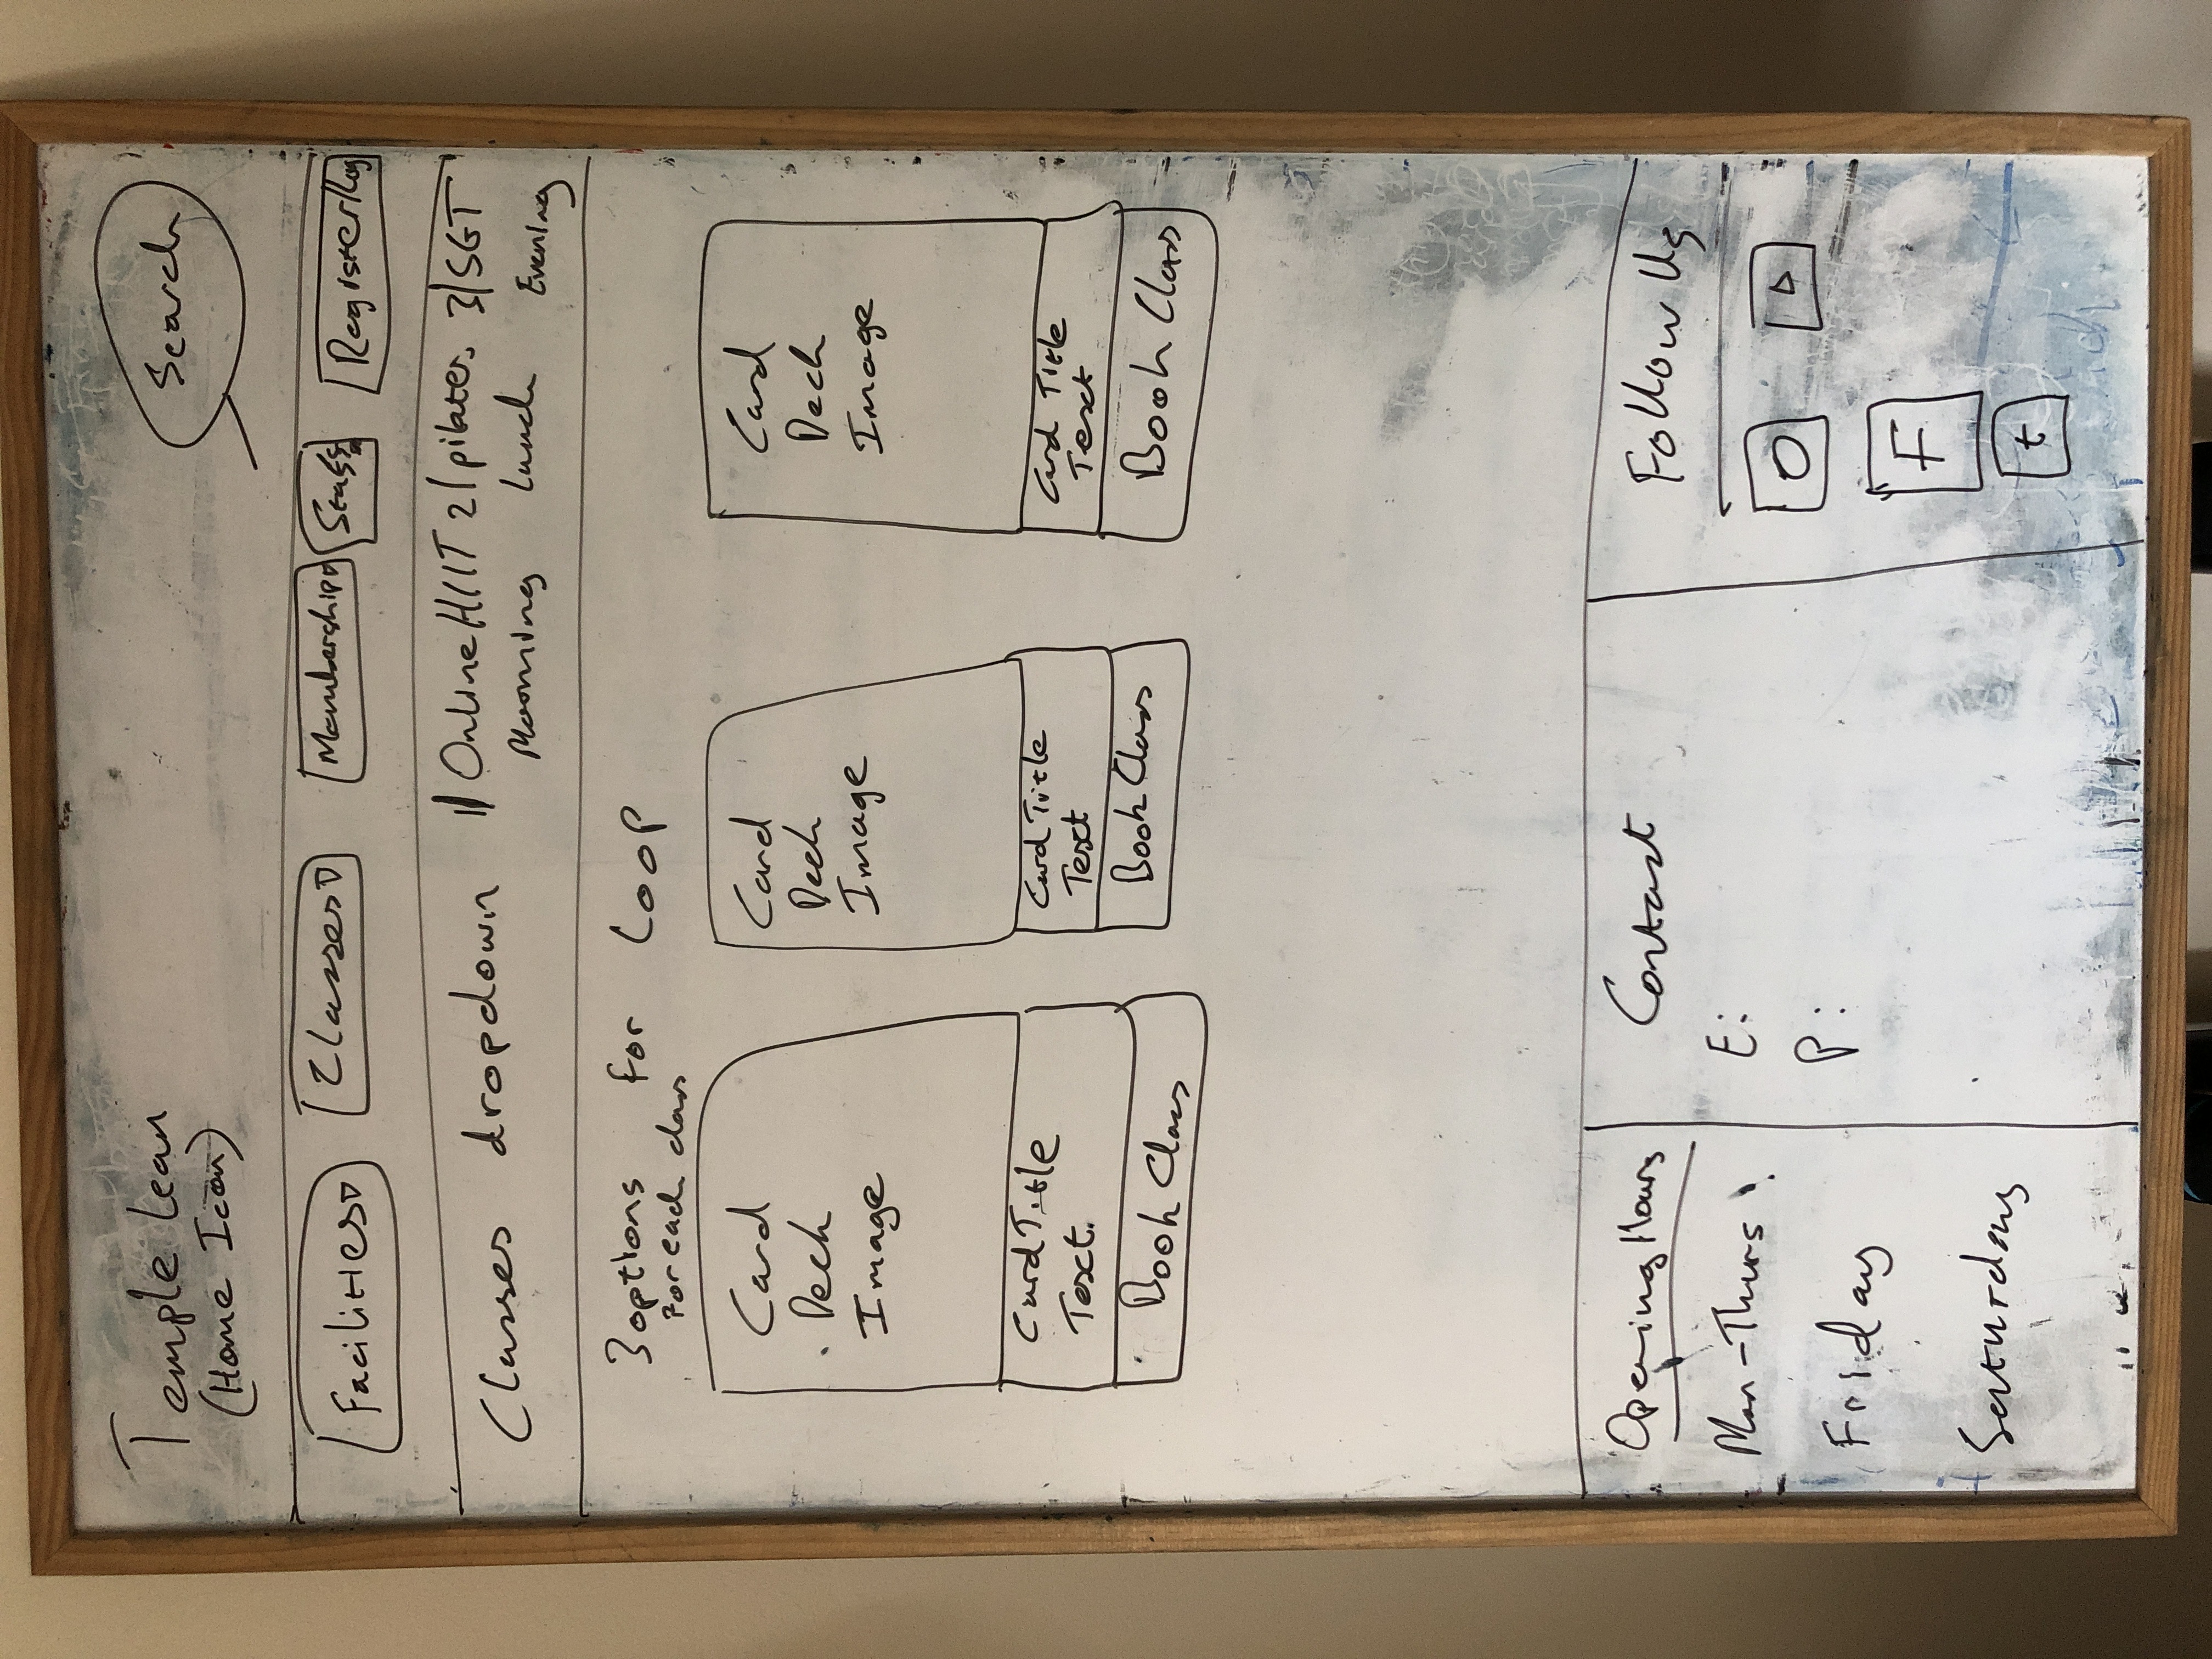 Temple Lean
(Home Icon)
Search
Facilities
Classes
Membership
Staff
Register/log
Classes dropdown 1/ Online HIIT 2/ pilates 3/ SGT
Morning Lunch Evening
3 options for Loop
For each class
Card
Deck
Image
Card Title
Text.
Book Class
Card
Deck
Image
Card Title
Text
Book Class
Card
Deck
Image
Card Title
Text
Book Class
Opening Hours
Mon-Thurs:
Friday
Saturday
Contact
E:
P:
Follow Us
F
t